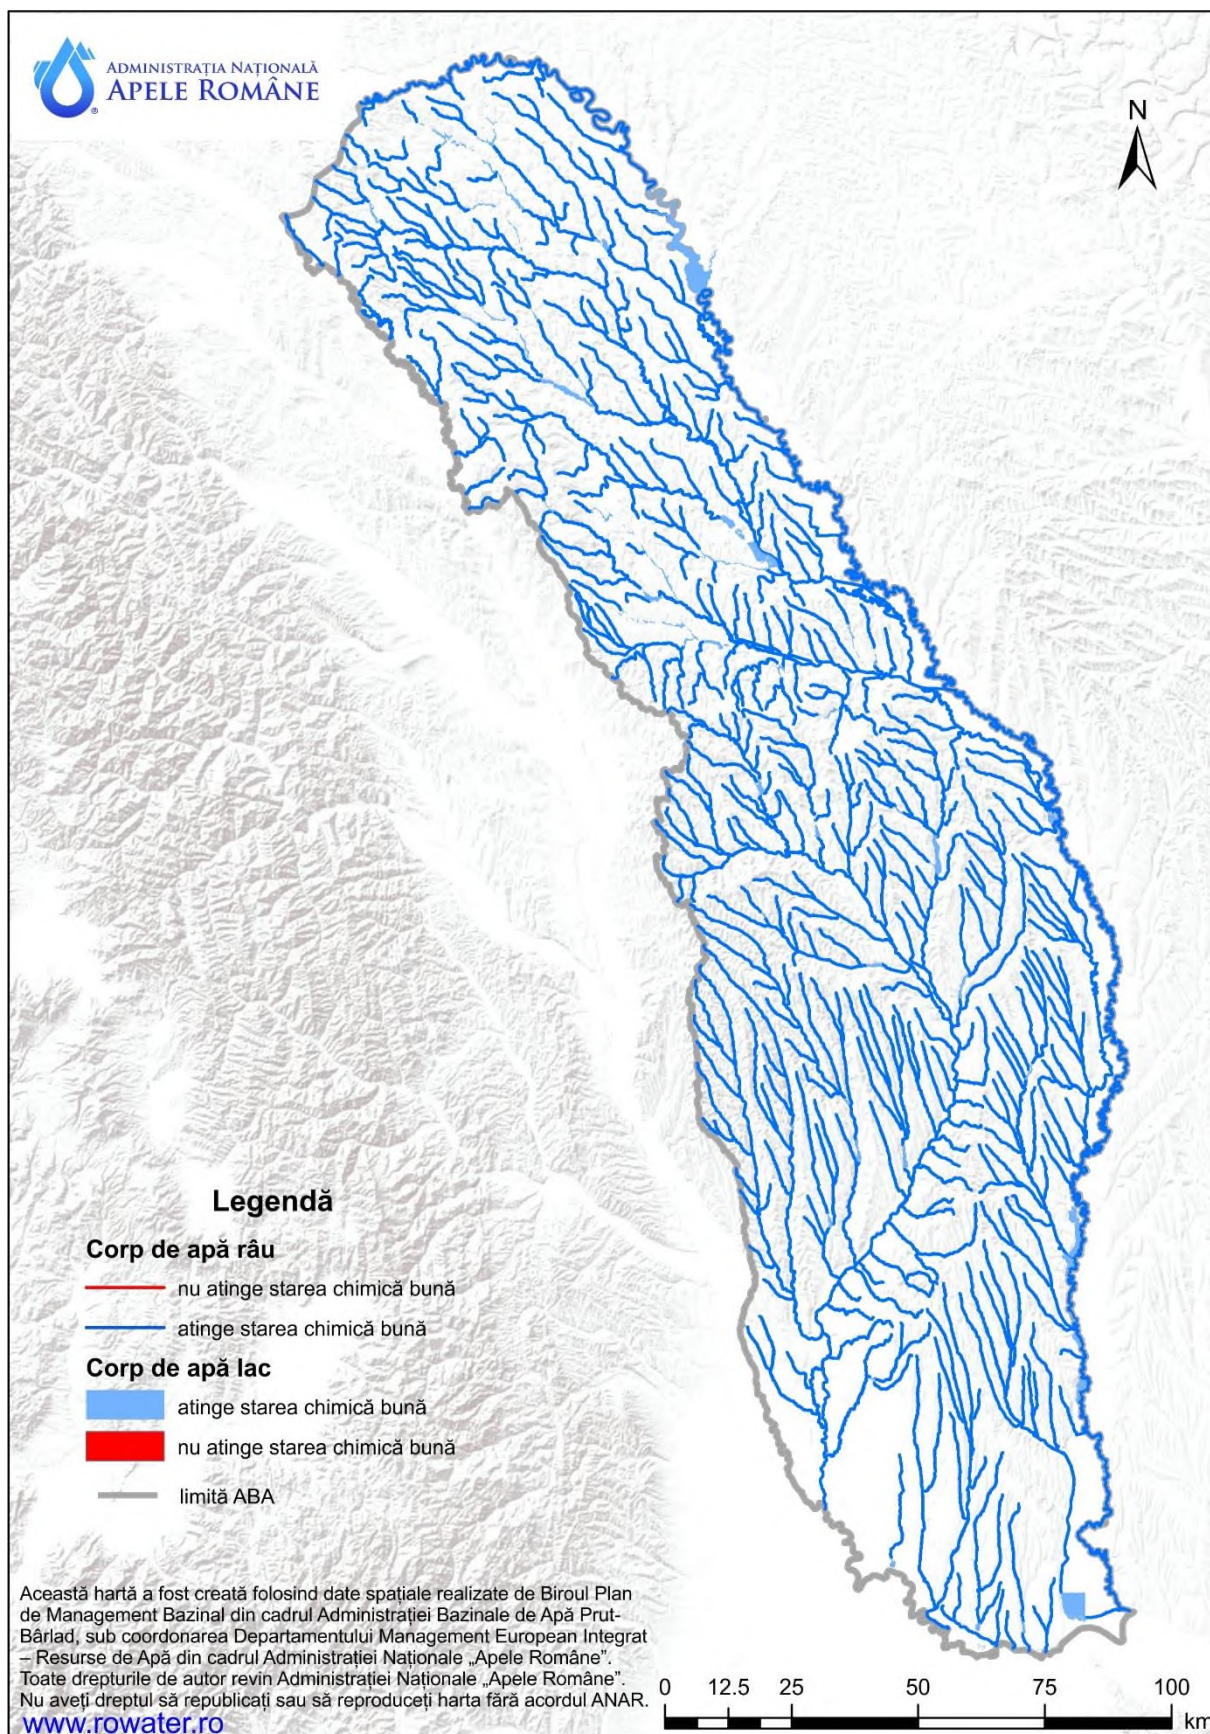 ADMINISTRAȚIA NAȚIONALĂ
APELE ROMÂNE
®
N
Legendă
Corp de apă râu
nu atinge starea chimică bună
atinge starea chimică bună
Corp de apă lac
atinge starea chimică bună
nu atinge starea chimică bună
limită ABA
Această hartă a fost creată folosind date spațiale realizate de Biroul Plan
de Management Bazinal din cadrul Administrației Bazinale de Apă Prut-
Bârlad, sub coordonarea Departamentului Management European Integrat
– Resurse de Apă din cadrul Administrației Naționale „Apele Române”.
Toate drepturile de autor revin Administrației Naționale „Apele Române”.
Nu aveți dreptul să republicați sau să reproduceți harta fără acordul ANAR.
www.rowater.ro
0 12.5 25 50 75 100
km